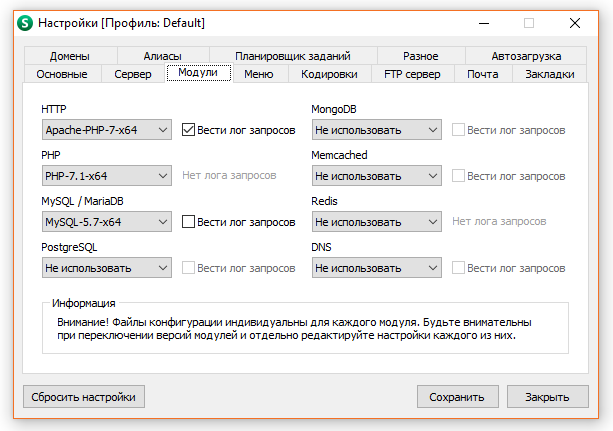 Настройки [Профиль: Default]
Домены Алиасы Планировщик заданий Разное Автозагрузка
Основные Сервер Модули Меню Кодировки FTP сервер Почта Закладки
HTTP MongoDB
Apache-PHP-7-x64 Вести лог запросов Не использовать Вести лог запросов
PHP Memcached
PHP-7.1-x64 Нет лога запросов Не использовать Вести лог запросов
MySQL / MariaDB Redis
MySQL-5.7-x64 Вести лог запросов Не использовать Нет лога запросов
PostgreSQL DNS
Не использовать Вести лог запросов Не использовать Вести лог запросов
Информация
Внимание! Файлы конфигурации индивидуальны для каждого модуля. Будьте внимательны
при переключении версий модулей и отдельно редактируйте настройки каждого из них.
Сбросить настройки Сохранить Закрыть